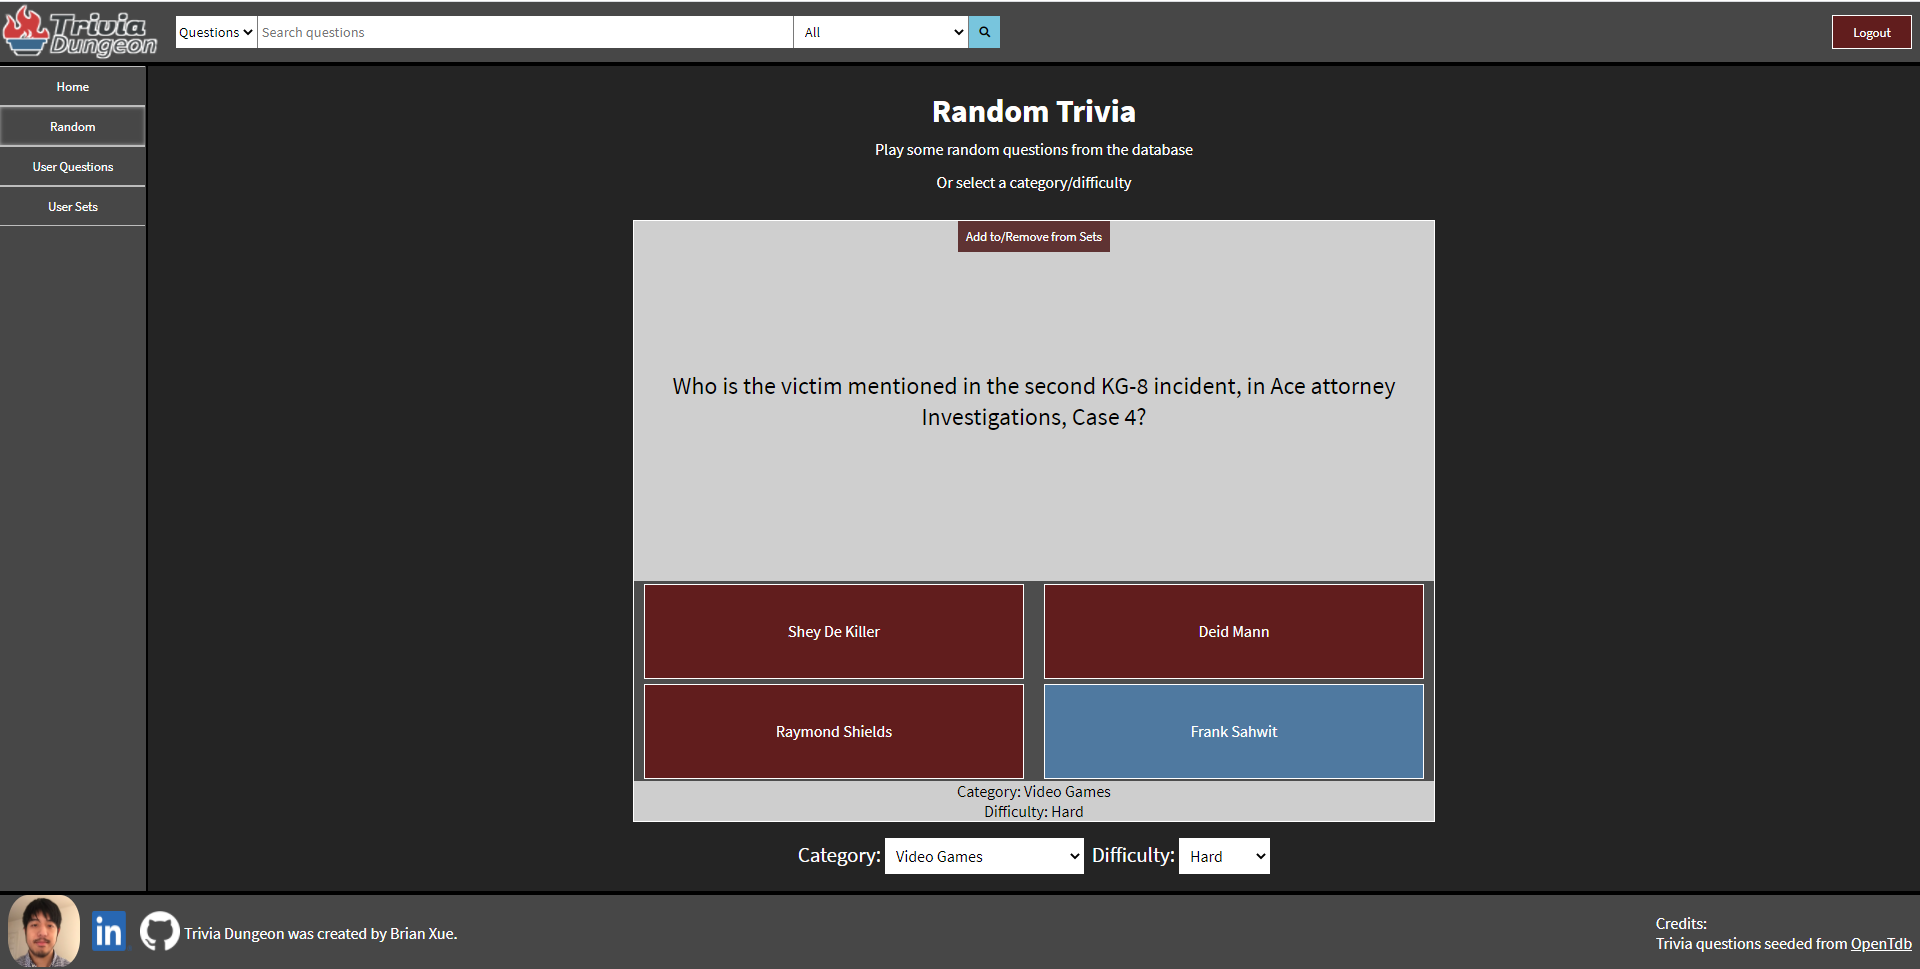 Trivia
Dungeon
Questions
Search questions
All
Logout
Home
Random
User Questions
User Sets
Random Trivia
Play some random questions from the database
Or select a category/difficulty
Add to/Remove from Sets
Who is the victim mentioned in the second KG-8 incident, in Ace attorney
Investigations, Case 4?
Shey De Killer
Deid Mann
Raymond Shields
Frank Sahwit
Category: Video Games
Difficulty: Hard
Category: Video Games Difficulty: Hard
in
Trivia Dungeon was created by Brian Xue.
Credits:
Trivia questions seeded from OpenTdb